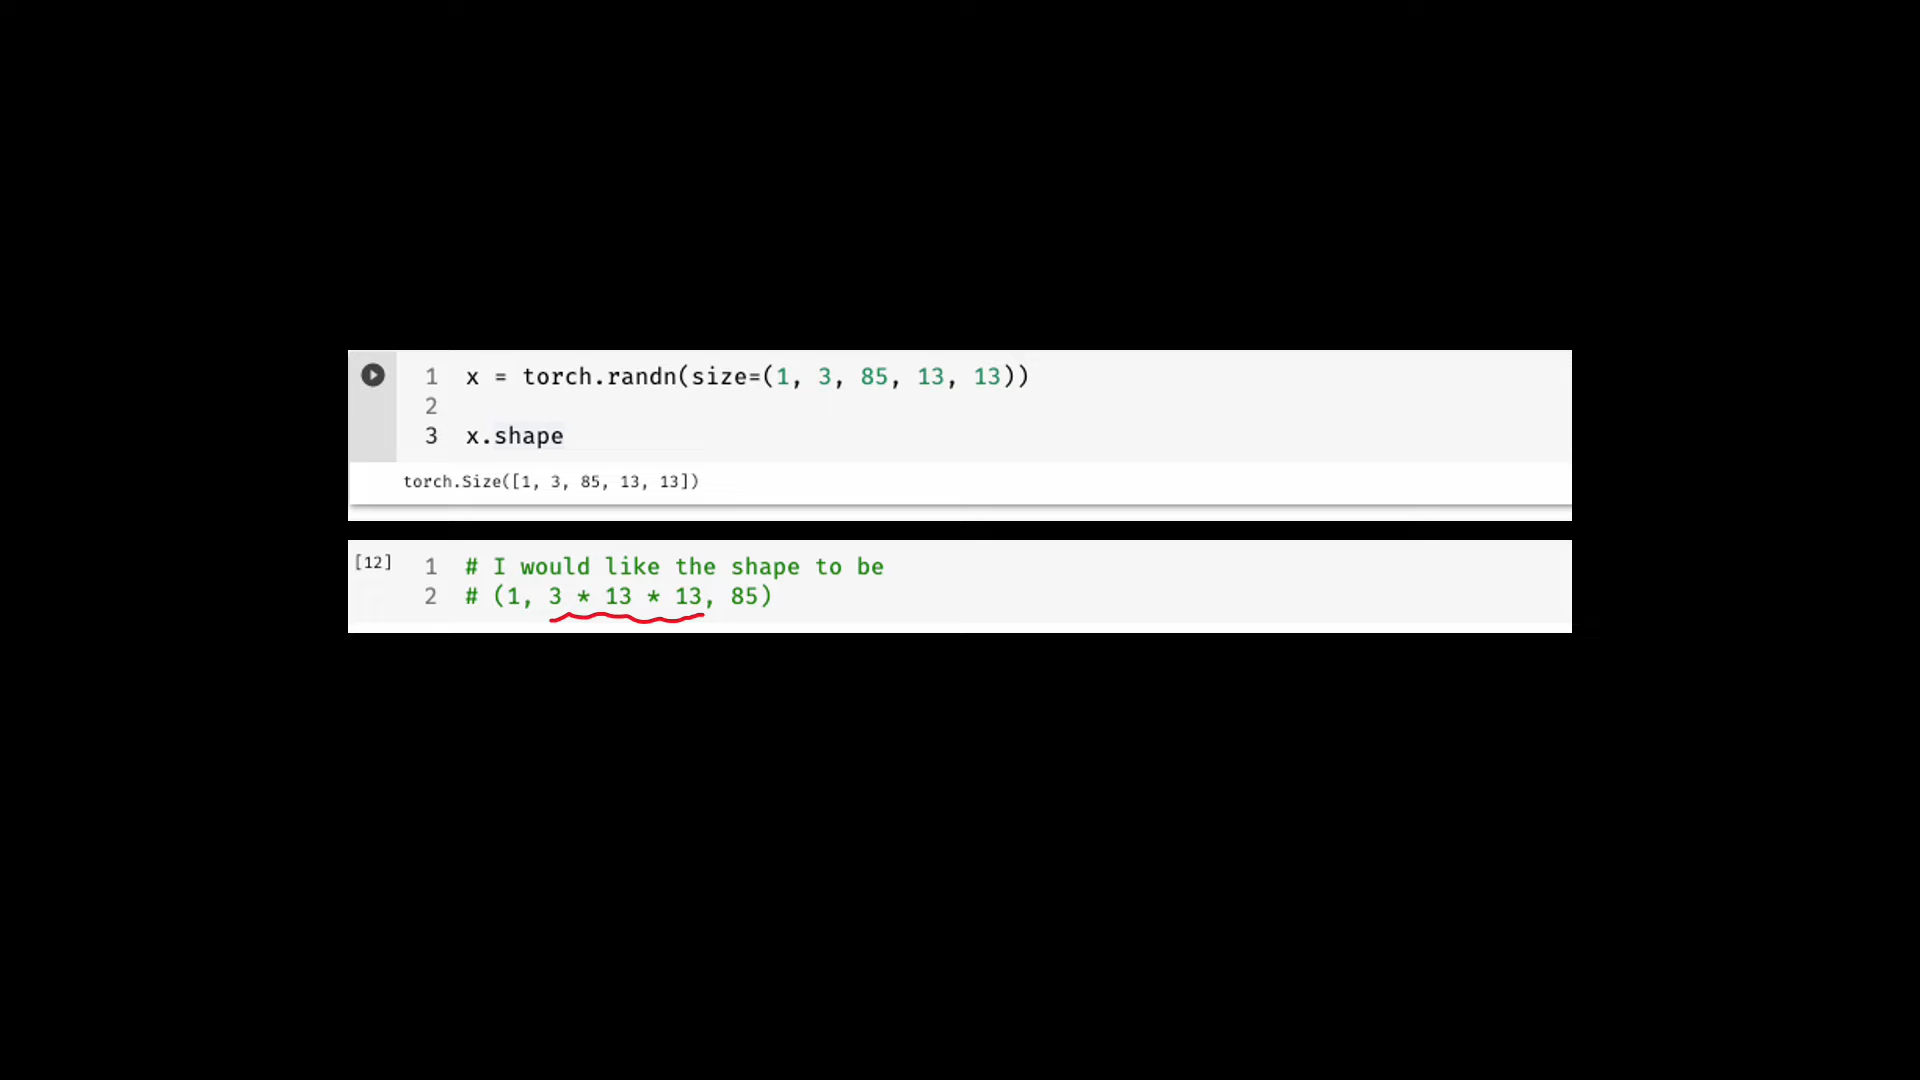 1 x = torch.randn(size=(1, 3, 85, 13, 13))
2
3 x.shape
torch.Size([1, 3, 85, 13, 13])
[12] 1 # I would like the shape to be
2 # (1, 3 * 13 * 13, 85)